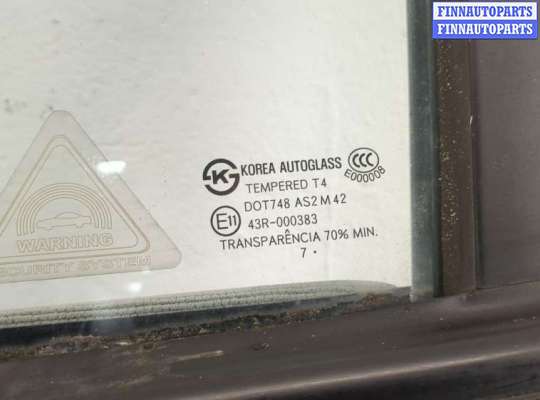 FINNAUTOPARTS
FINNAUTOPARTS
KOREA AUTOGLASS
CCC
E000008
TEMPERED T4
DOT748 AS2 M42
E11
43R-000383
TRANSPARÊNCIA 70% MIN.
7 .
WARNING
SECURITY SYSTEM